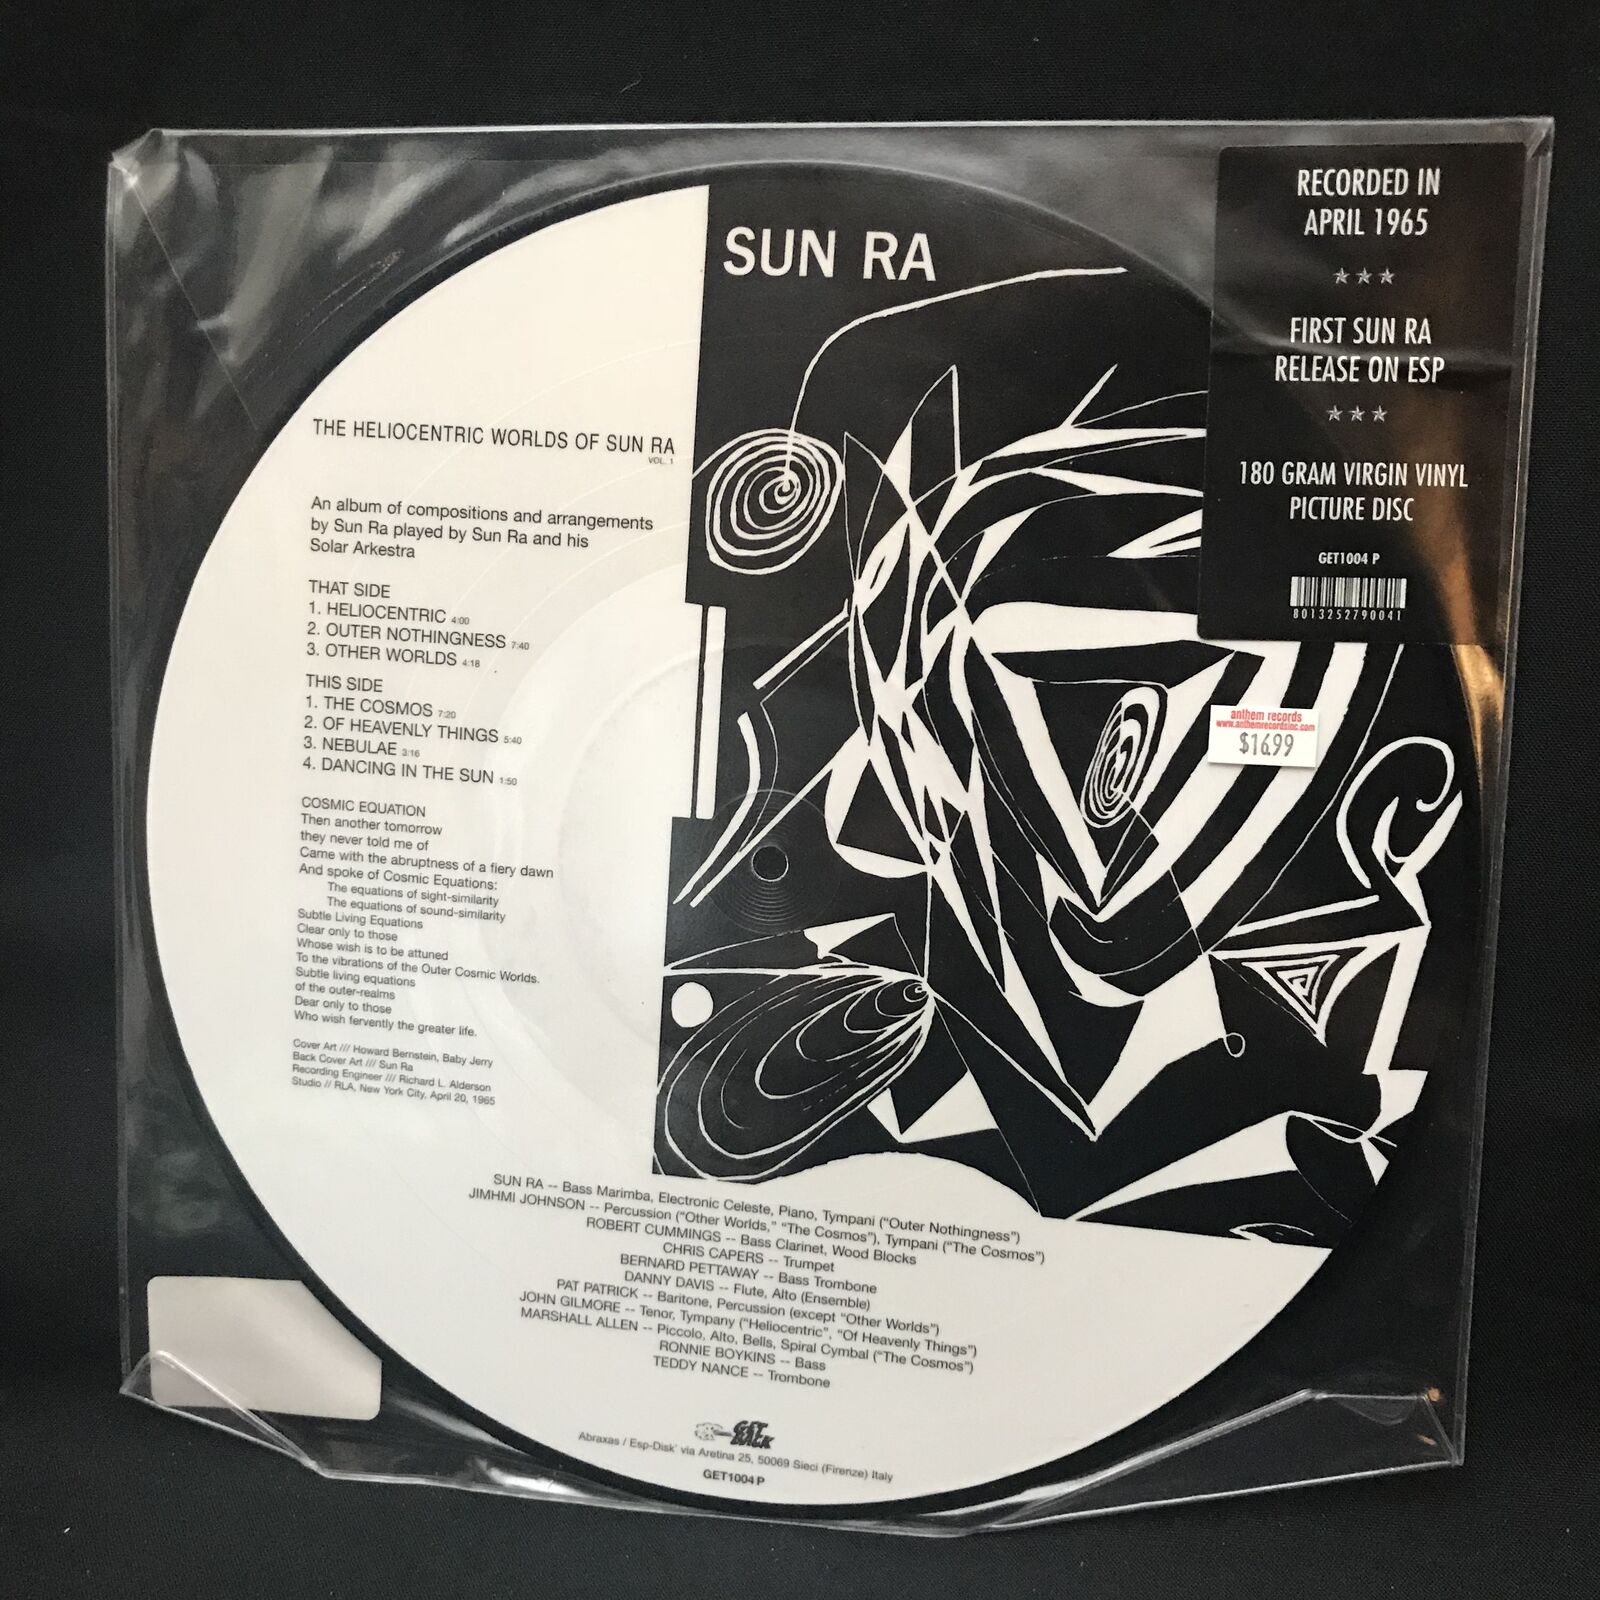 SUN RA
THE HELIOCENTRIC WORLDS OF SUN RA
VOL. 1
An album of compositions and arrangements
by Sun Ra played by Sun Ra and his
Solar Arkestra
THAT SIDE
1. HELIOCENTRIC 4:00
2. OUTER NOTHINGNESS 7:40
3. OTHER WORLDS 4:18
THIS SIDE
1. THE COSMOS 7:20
2. OF HEAVENLY THINGS 5:40
3. NEBULAE 3:16
4. DANCING IN THE SUN 1:50
COSMIC EQUATION
Then another tomorrow
they never told me of
Came with the abruptness of a fiery dawn
And spoke of Cosmic Equations:
The equations of sight-similarity
The equations of sound-similarity
Subtle Living Equations
Clear only to those
Whose wish is to be attuned
To the vibrations of the Outer Cosmic Worlds.
Subtle living equations
of the outer-realms
Dear only to those
Who wish fervently the greater life.
Cover Art /// Howard Bernstein, Baby Jerry
Back Cover Art /// Sun Ra
Recording Engineer /// Richard L. Alderson
Studio // RLA, New York City, April 20, 1965
SUN RA -- Bass Marimba, Electronic Celeste, Piano, Tympani ("Outer Nothingness")
JIMHMI JOHNSON -- Percussion ("Other Worlds," "The Cosmos"), Tympani ("The Cosmos")
ROBERT CUMMINGS -- Bass Clarinet, Wood Blocks
CHRIS CAPERS -- Trumpet
BERNARD PETTAWAY -- Bass Trombone
DANNY DAVIS -- Flute, Alto (Ensemble)
PAT PATRICK -- Baritone, Percussion (except "Other Worlds")
JOHN GILMORE -- Tenor, Tympany ("Heliocentric", "Of Heavenly Things")
MARSHALL ALLEN -- Piccolo, Alto, Bells, Spiral Cymbal ("The Cosmos")
RONNIE BOYKINS -- Bass
TEDDY NANCE -- Trombone
GET
BACK
Abraxas / Esp-Disk' via Aretina 25, 50069 Sieci (Firenze) Italy
GET1004 P
RECORDED IN
APRIL 1965
FIRST SUN RA
RELEASE ON ESP
180 GRAM VIRGIN VINYL
PICTURE DISC
GET1004 P
8013252790041
anthem records
www.anthemrecordsinc.com
$16.99